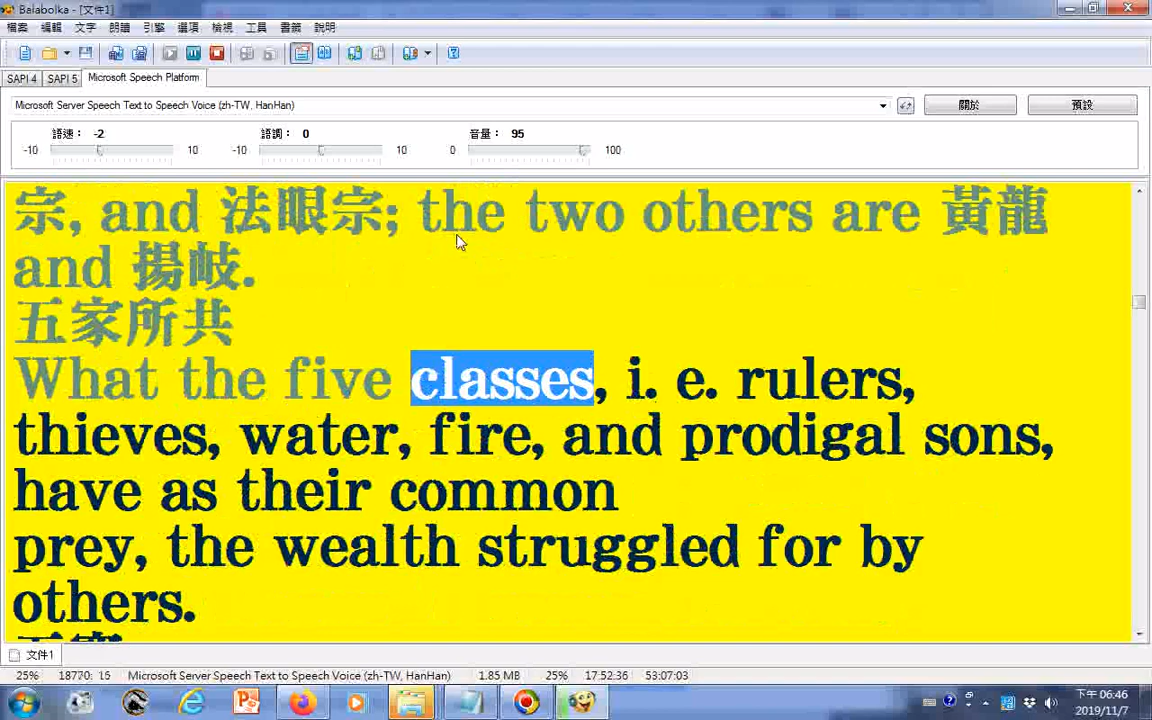 Balabolka - [文件1]
檔案 編輯 文字 朗讀 引擎 選項 檢視 工具 書籤 說明
SAPI 4 SAPI 5 Microsoft Speech Platform
Microsoft Server Speech Text to Speech Voice (zh-TW, HanHan) 關於 預設
語速： -2 語調： 0 音量： 95
-10 10 -10 10 0 100
宗, and 法眼宗; the two others are 黃龍
and 揚岐.
五家所共
What the five classes, i. e. rulers,
thieves, water, fire, and prodigal sons,
have as their common
prey, the wealth struggled for by
others.
文件1
25% 18770: 15 Microsoft Server Speech Text to Speech Voice (zh-TW, HanHan) 1.85 MB 25% 17:52:36 53:07:03
下午 06:46
2019/11/7